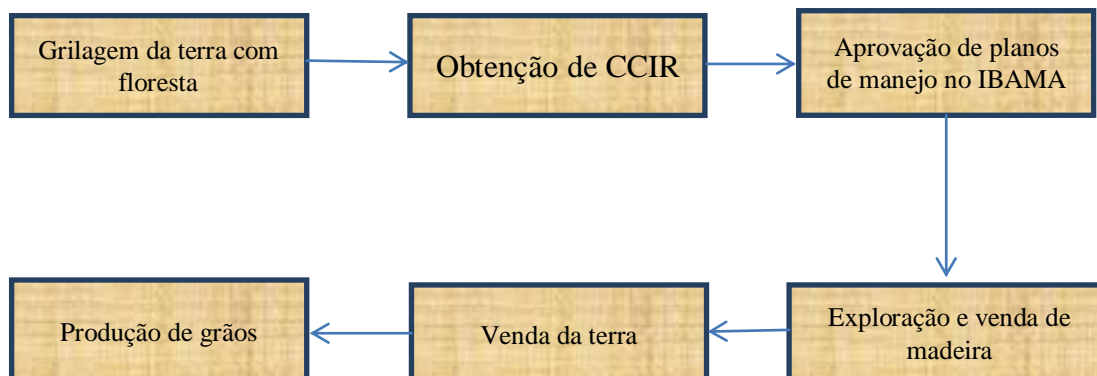 Grilagem da terra com
floresta
Obtenção de CCIR
Aprovação de planos
de manejo no IBAMA
Exploração e venda de
madeira
Venda da terra
Produção de grãos